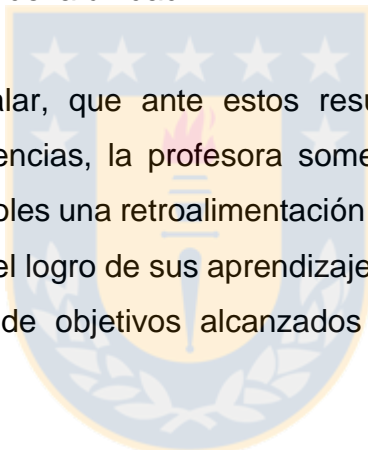 alar, que ante estos resu
encias, la profesora some
oles una retroalimentación
el logro de sus aprendizaje
de objetivos alcanzados